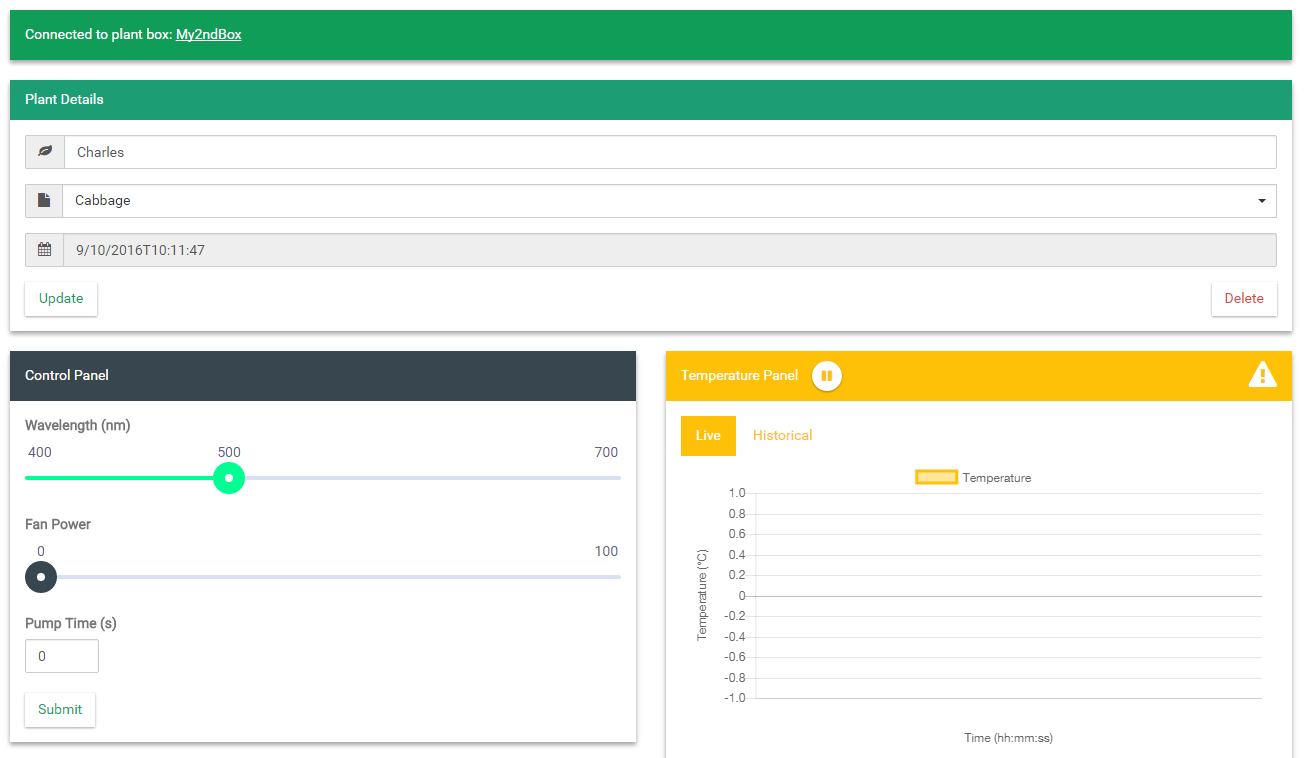 Connected to plant box: My2ndBox
Plant Details
Charles
Cabbage
9/10/2016T10:11:47
Update
Delete
Control Panel
Wavelength (nm)
400 500 700
Fan Power
0 100
Pump Time (s)
0
Submit
Temperature Panel
Live Historical
Temperature
1.0
0.8
0.6
0.4
0.2
0
-0.2
-0.4
-0.6
-0.8
-1.0
Temperature (°C)
Time (hh:mm:ss)